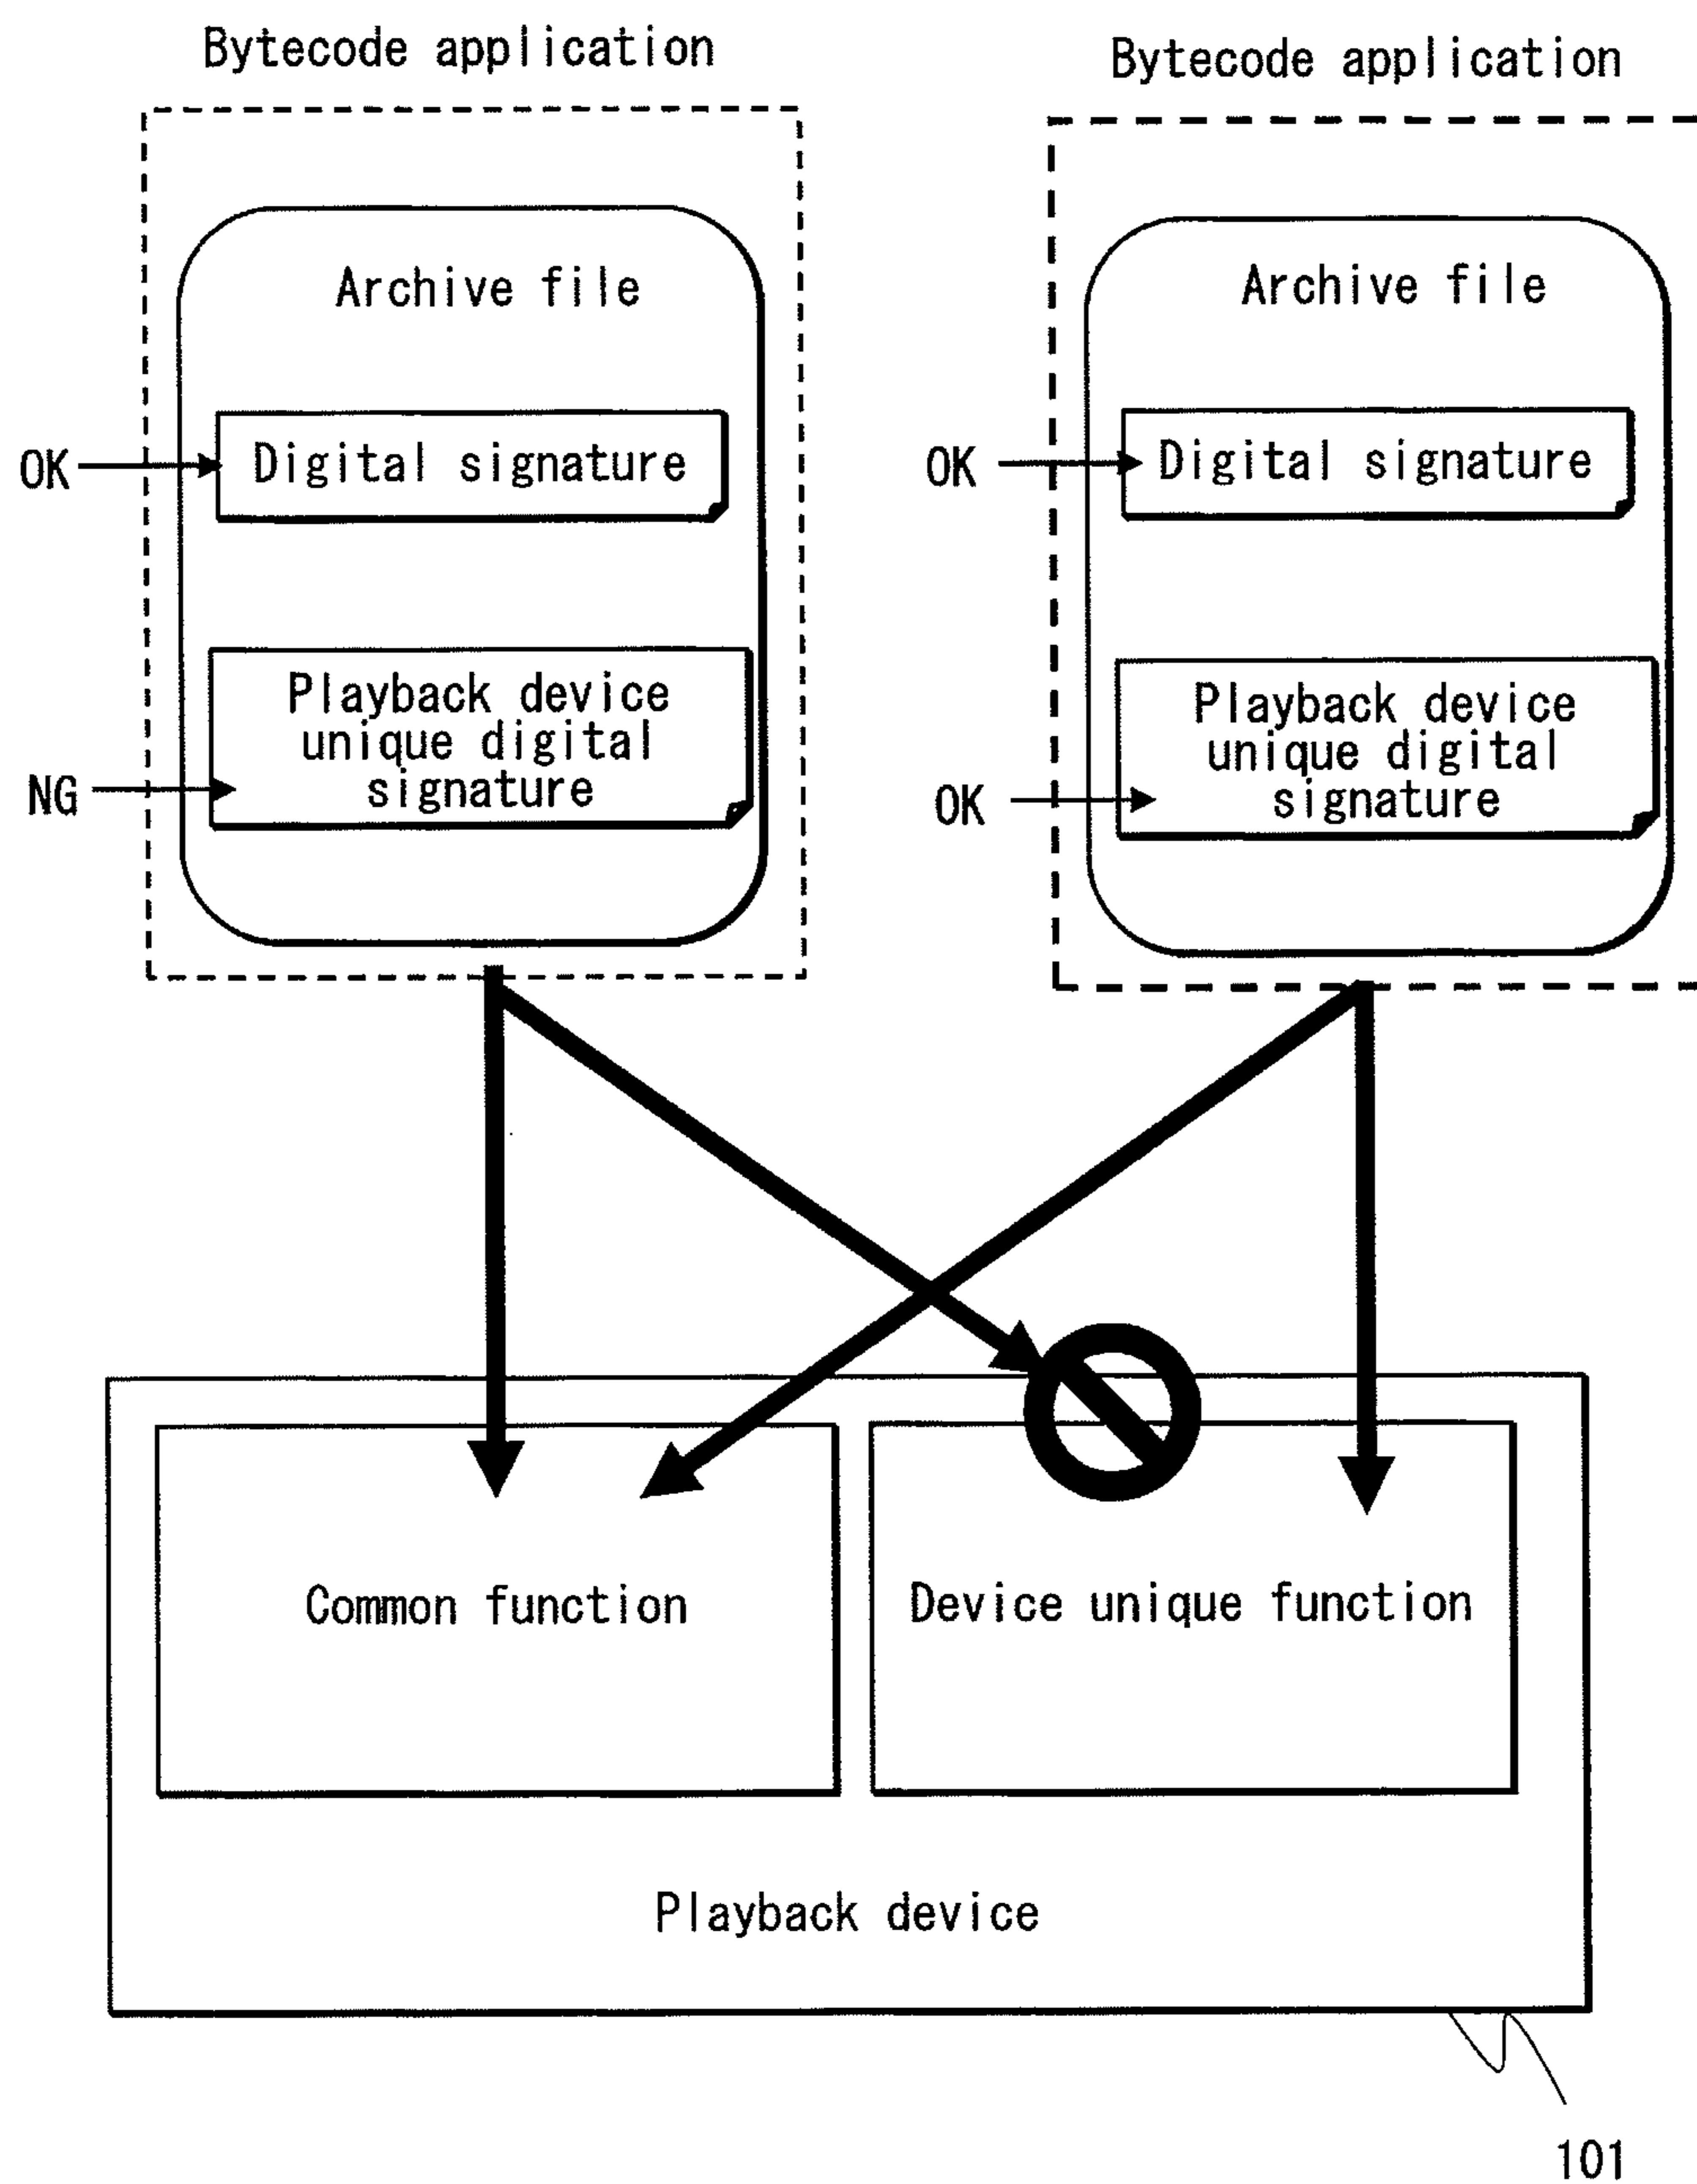 Bytecode application
Bytecode application
Archive file
Archive file
OK
Digital signature
OK
Digital signature
NG
Playback device
unique digital
signature
OK
Playback device
unique digital
signature
Common function
Device unique function
Playback device
101